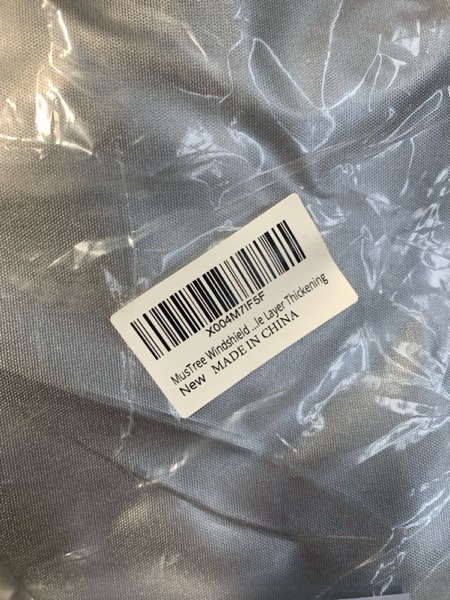 X004M7IF5F
MusTree Windshield ...le Layer Thickening
New MADE IN CHINA